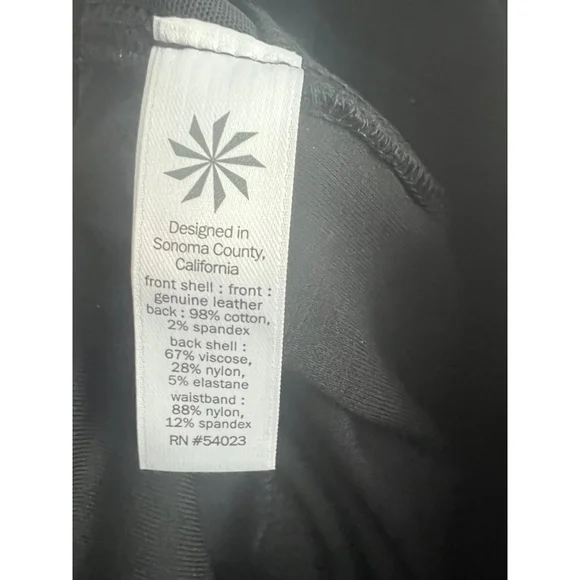 Designed in
Sonoma County,
California
front shell : front :
genuine leather
back : 98% cotton,
2% spandex
back shell :
67% viscose,
28% nylon,
5% elastane
waistband :
88% nylon,
12% spandex
RN #54023